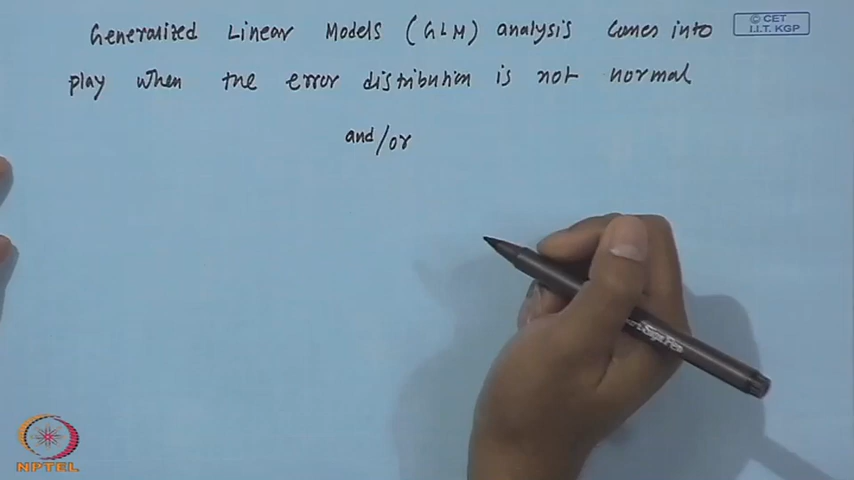 Generalized Linear Models (GLM) analysis comes into
© CET
I.I.T. KGP
play when the error distribution is not normal
and/or
NPTEL